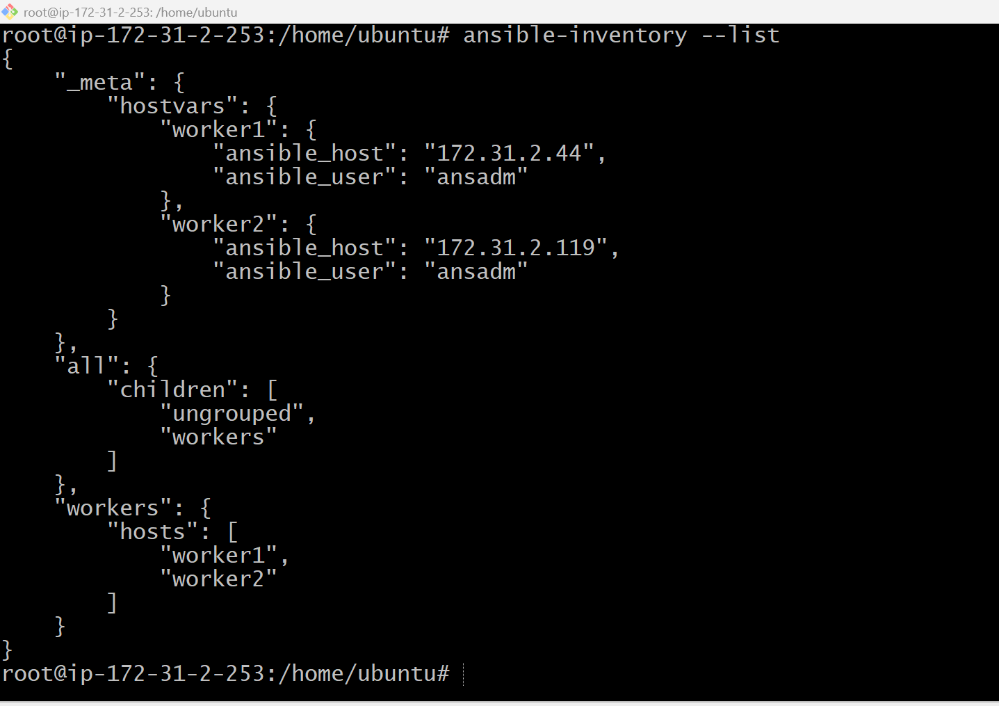 root@ip-172-31-2-253: /home/ubuntu
root@ip-172-31-2-253:/home/ubuntu# ansible-inventory --list
{
    "_meta": {
        "hostvars": {
            "worker1": {
                "ansible_host": "172.31.2.44",
                "ansible_user": "ansadm"
            },
            "worker2": {
                "ansible_host": "172.31.2.119",
                "ansible_user": "ansadm"
            }
        }
    },
    "all": {
        "children": [
            "ungrouped",
            "workers"
        ]
    },
    "workers": {
        "hosts": [
            "worker1",
            "worker2"
        ]
    }
}
root@ip-172-31-2-253:/home/ubuntu#